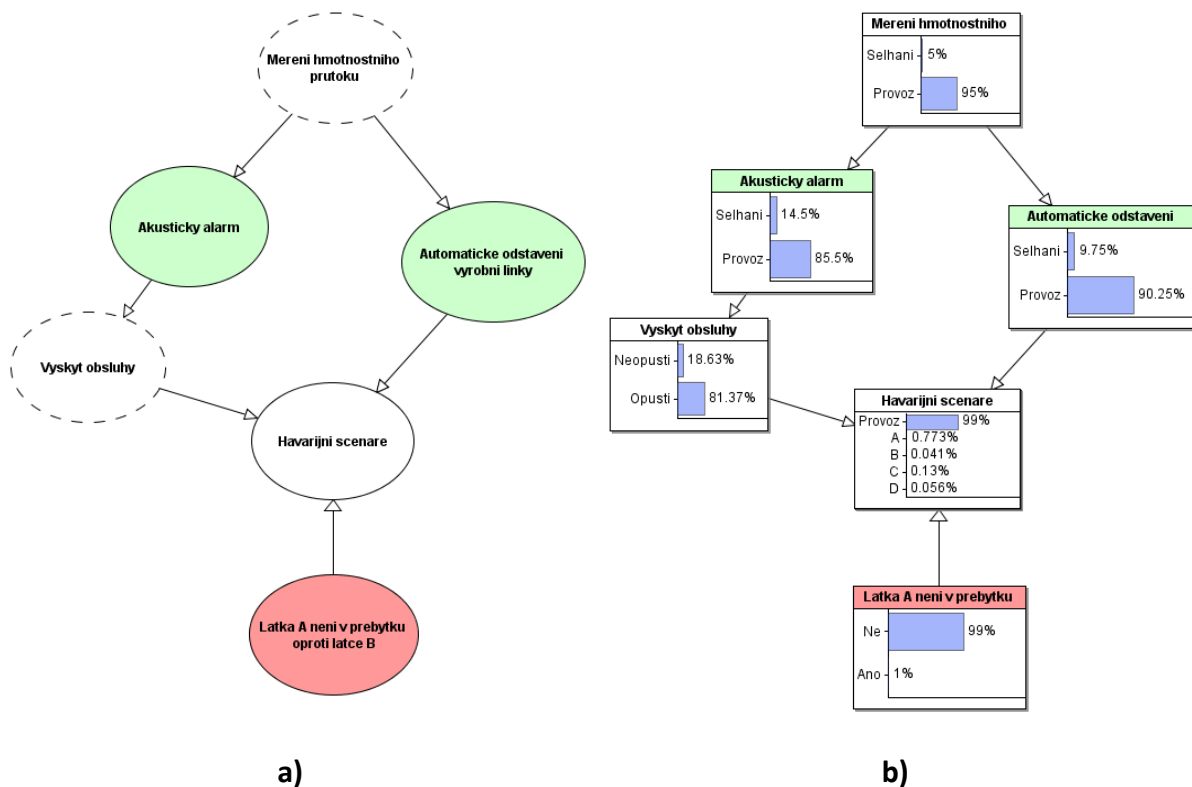 Mereni hmotnostniho
prutoku
Akusticky alarm
Automaticke odstaveni
vyrobni linky
Vyskyt obsluhy
Havarijni scenare
Latka A neni v prebytku
oproti latce B
a)
Mereni hmotnostniho
Selhani 5%
Provoz 95%
Akusticky alarm
Selhani 14.5%
Provoz 85.5%
Automaticke odstaveni
Selhani 9.75%
Provoz 90.25%
Vyskyt obsluhy
Neopusti 18.63%
Opusti 81.37%
Havarijni scenare
Provoz 99%
A 0.773%
B 0.041%
C 0.13%
D 0.056%
Latka A neni v prebytku
Ne 99%
Ano 1%
b)